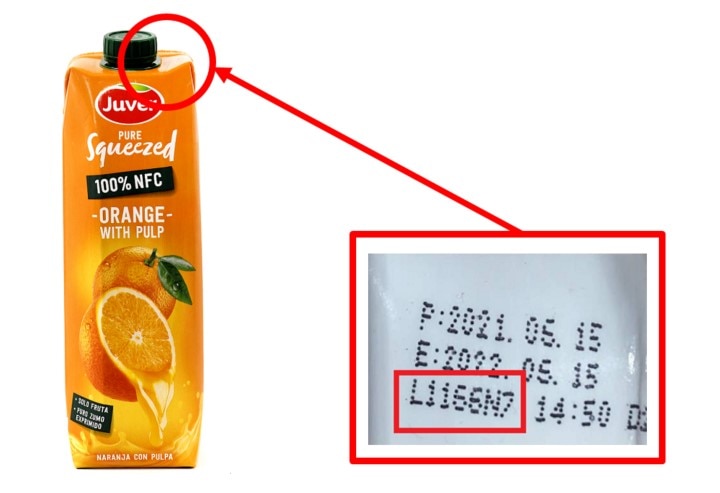 Juver
PURE
Squeezed
100% NFC
-ORANGE-
WITH PULP
• SOLO FRUTA
• PURO ZUMO
EXPRIMIDO
NARANJA CON PULPA
P:2021. 05. 15
E:2022. 05. 15
L1166N7 14:50